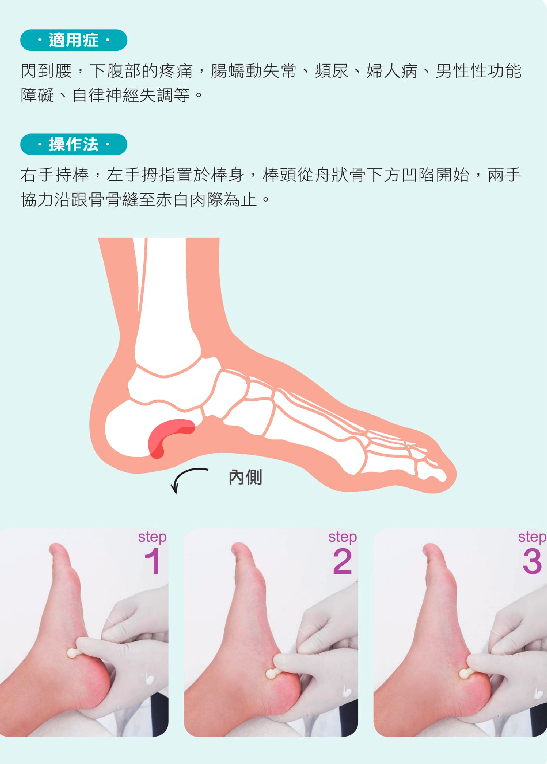 · 適用症 ·
閃到腰，下腹部的疼痛，腸蠕動失常、頻尿、婦人病、男性性功能
障礙、自律神經失調等。
· 操作法 ·
右手持棒，左手拇指置於棒身，棒頭從舟狀骨下方凹陷開始，兩手
協力沿跟骨骨縫至赤白肉際為止。
內側
step
1
step
2
step
3